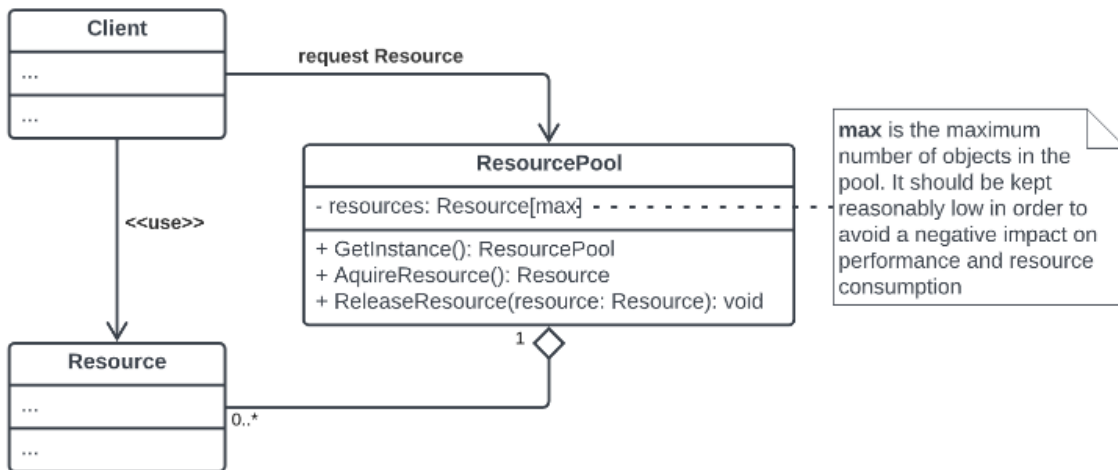 Client
...
...
request Resource
ResourcePool
- resources: Resource[max]
+ GetInstance(): ResourcePool
+ AquireResource(): Resource
+ ReleaseResource(resource: Resource): void
max is the maximum
number of objects in the
pool. It should be kept
reasonably low in order to
avoid a negative impact on
performance and resource
consumption
<<use>>
1
Resource
...
...
0..*